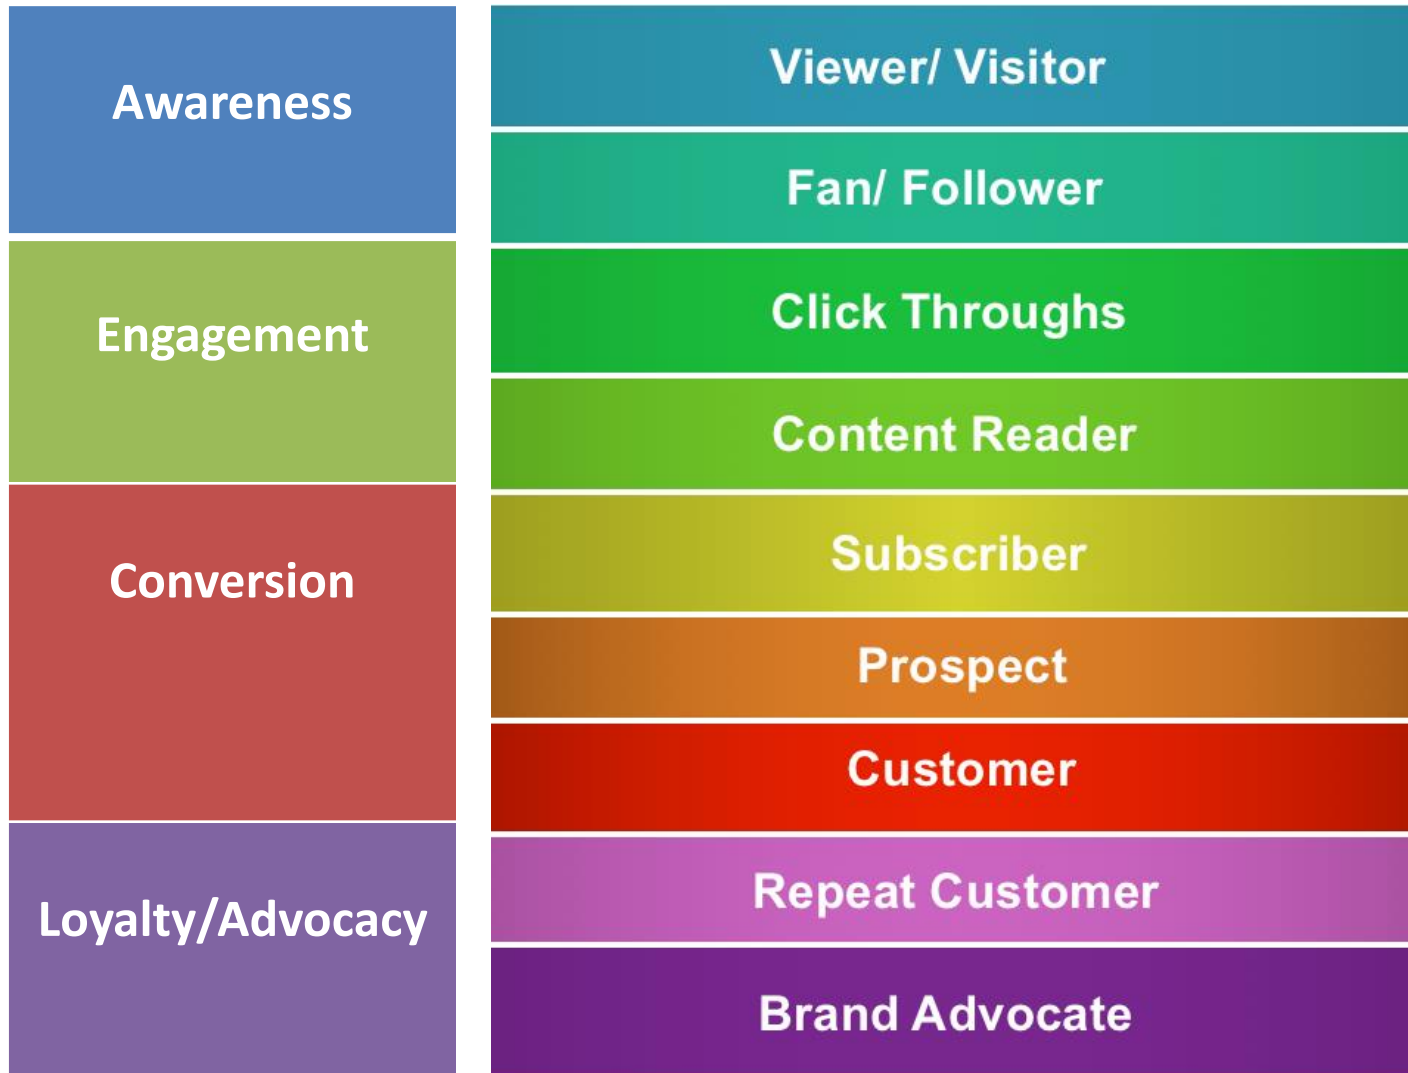 Awareness
Viewer/ Visitor
Fan/ Follower
Engagement
Click Throughs
Content Reader
Conversion
Subscriber
Prospect
Customer
Loyalty/Advocacy
Repeat Customer
Brand Advocate